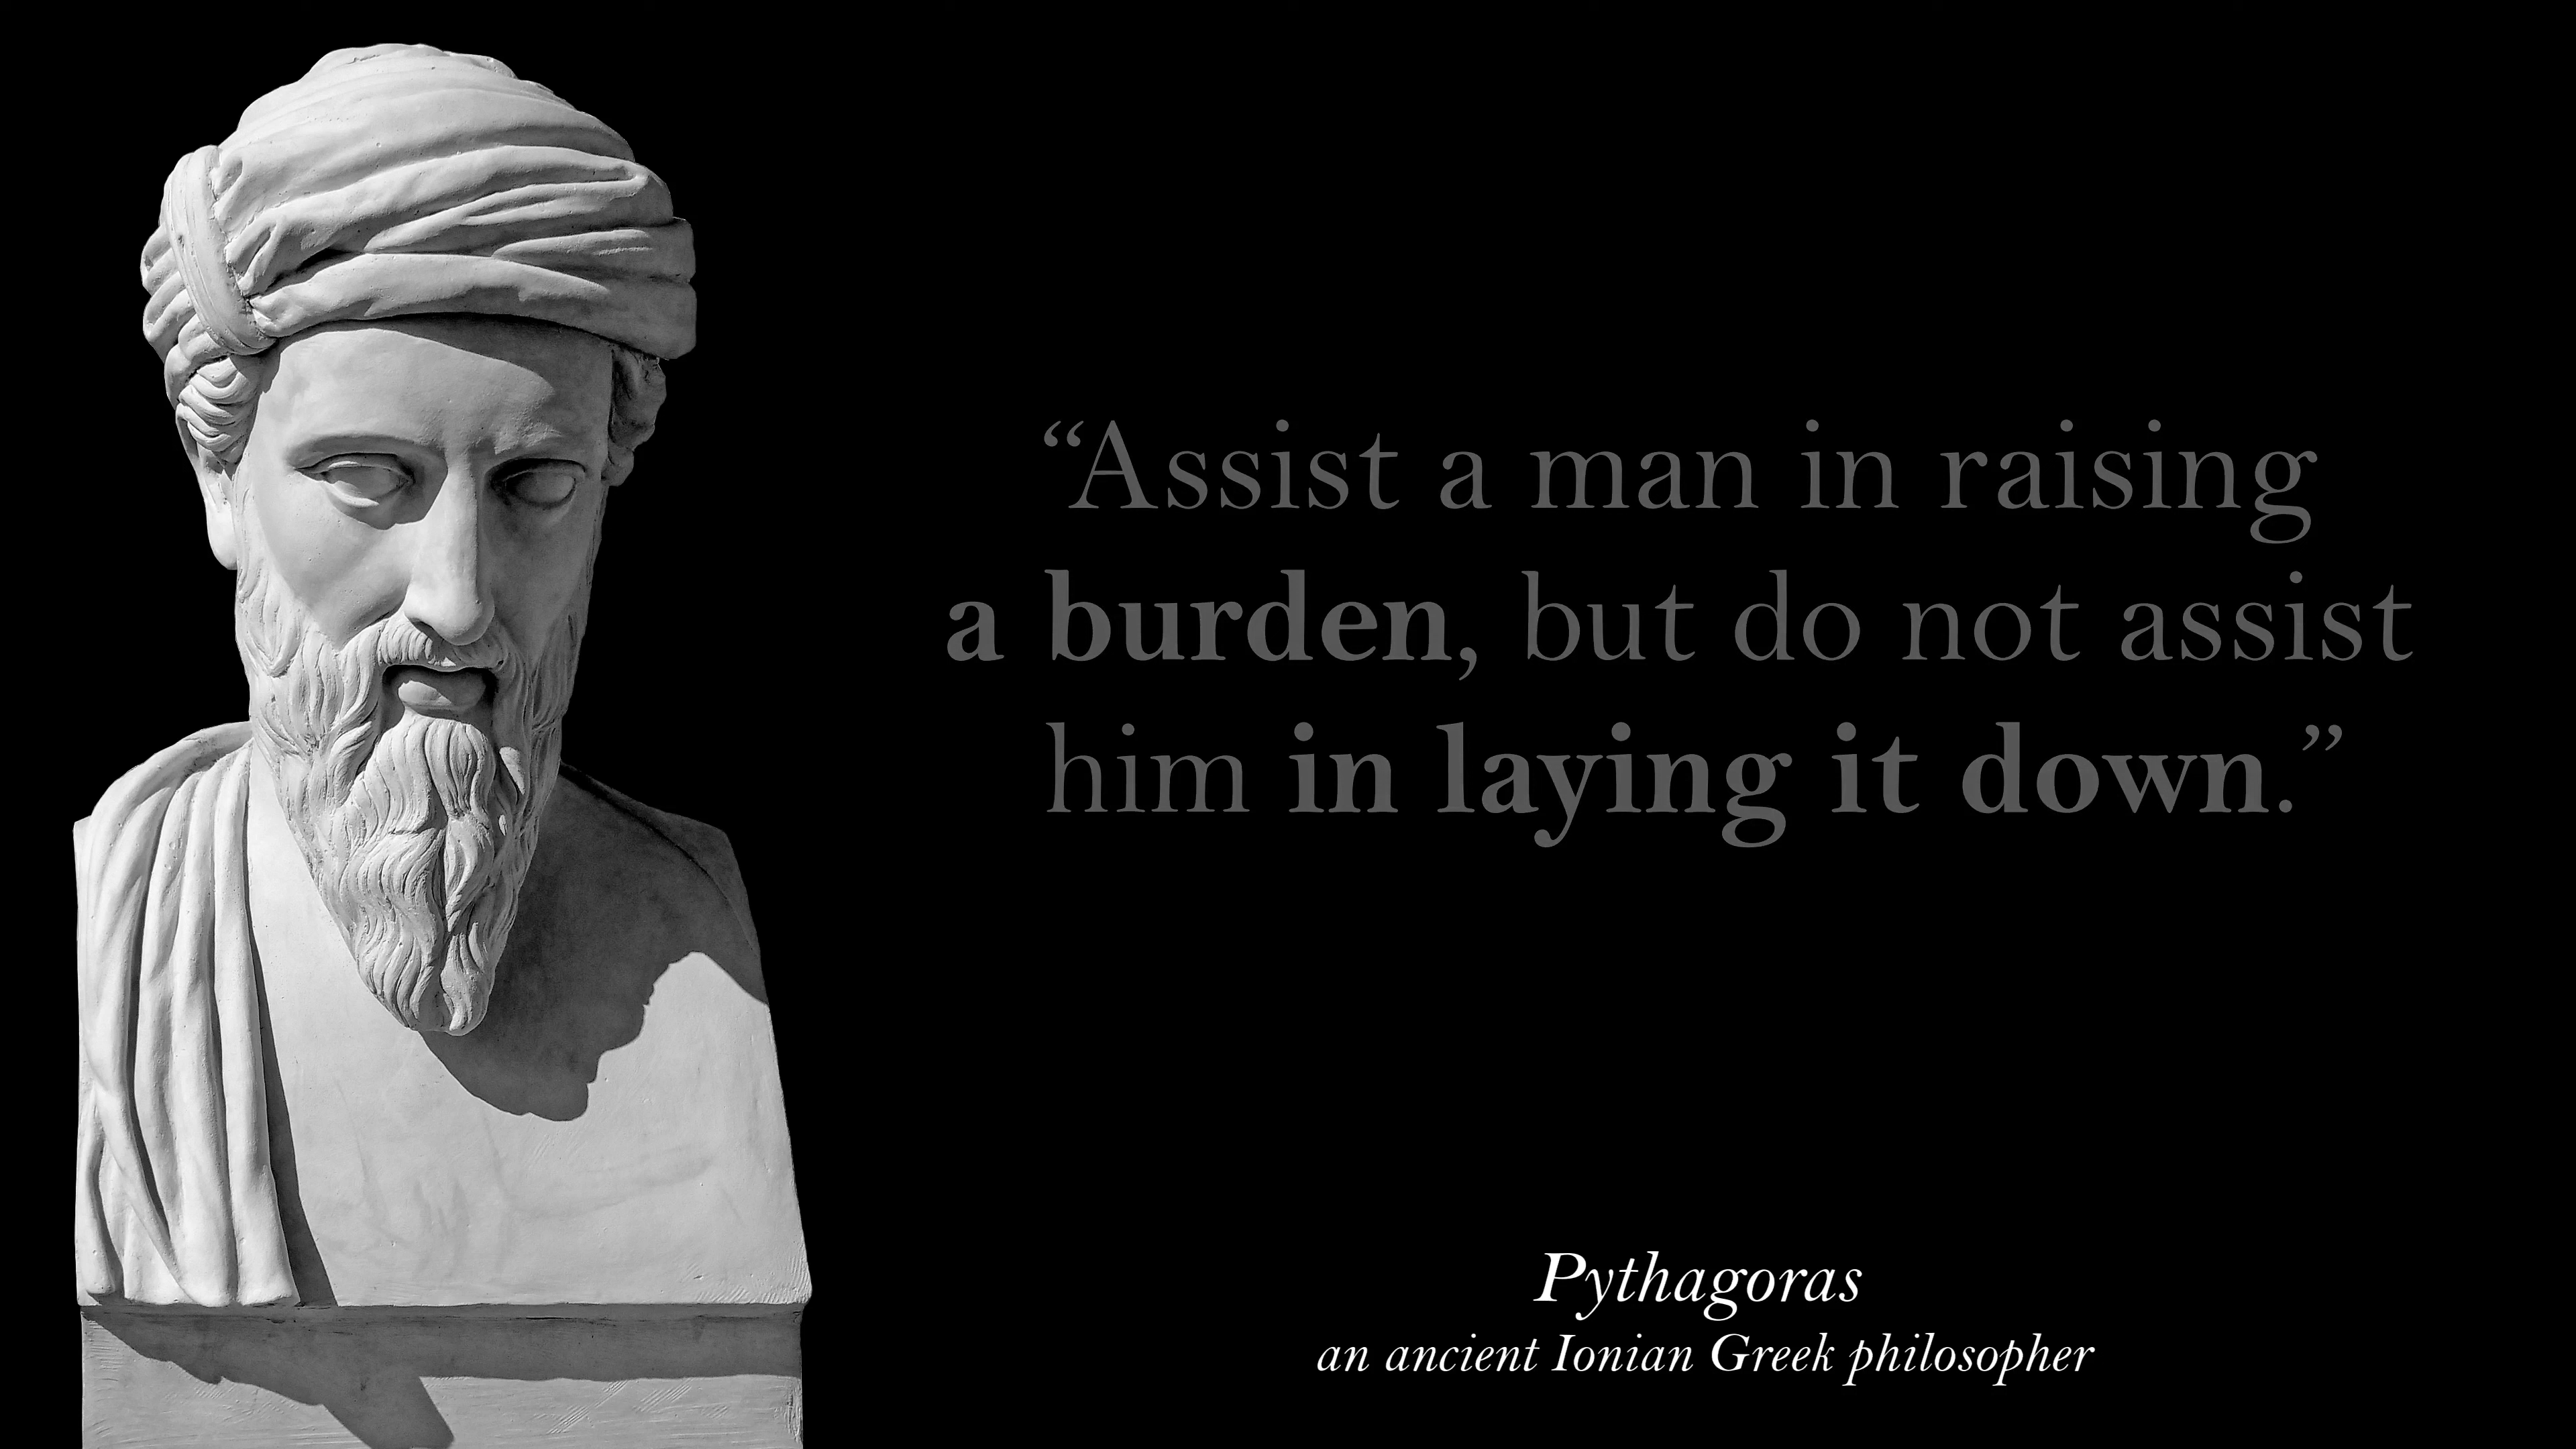 “Assist a man in raising
a burden, but do not assist
him in laying it down.”
Pythagoras
an ancient Ionian Greek philosopher